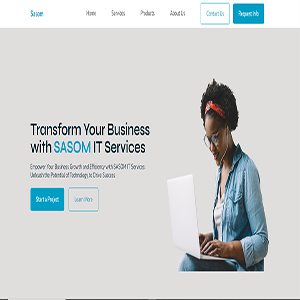 Sasom
Home Services Products About Us Contact Us Request Info
Transform Your Business
with SASOM IT Services
Empower Your Business Growth and Efficiency with SASOM IT Services
Unleash the Potential of Technology to Drive Success
Start a Project Learn More